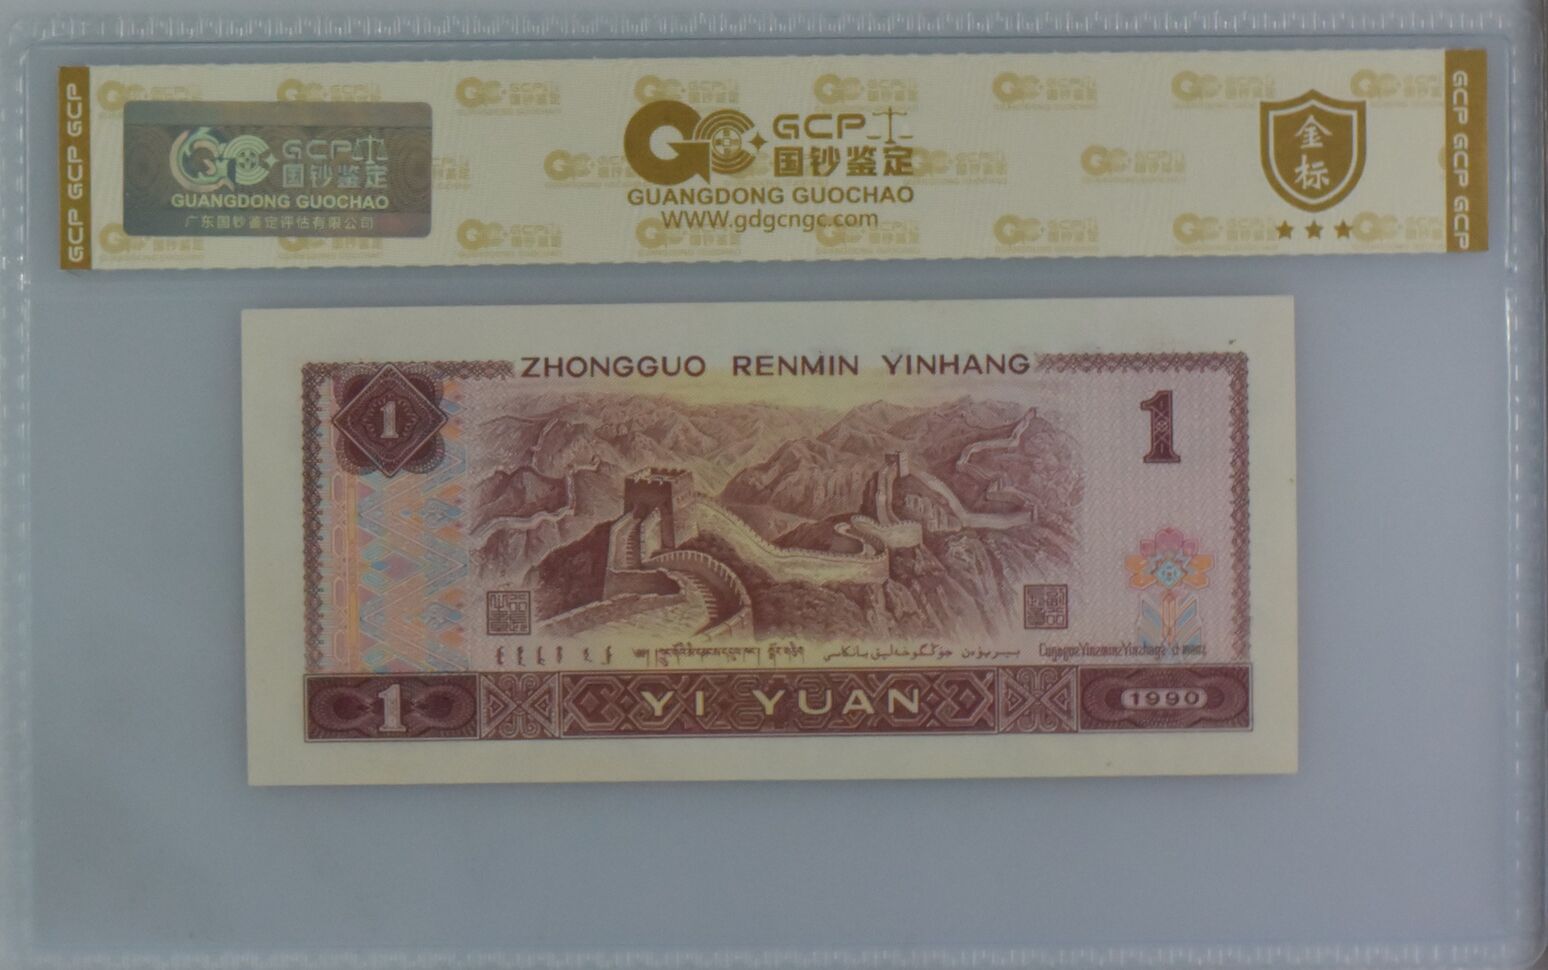 GCP GCP GCP
GCP
国钞鉴定
GUANGDONG GUOCHAO
广东国钞鉴定评估有限公司
GCP
国钞鉴定
GUANGDONG GUOCHAO
WWW.gdgcngc.com
金
标
GCP GCP GCP
ZHONGGUO RENMIN YINHANG
1
1
1
YI YUAN
1990